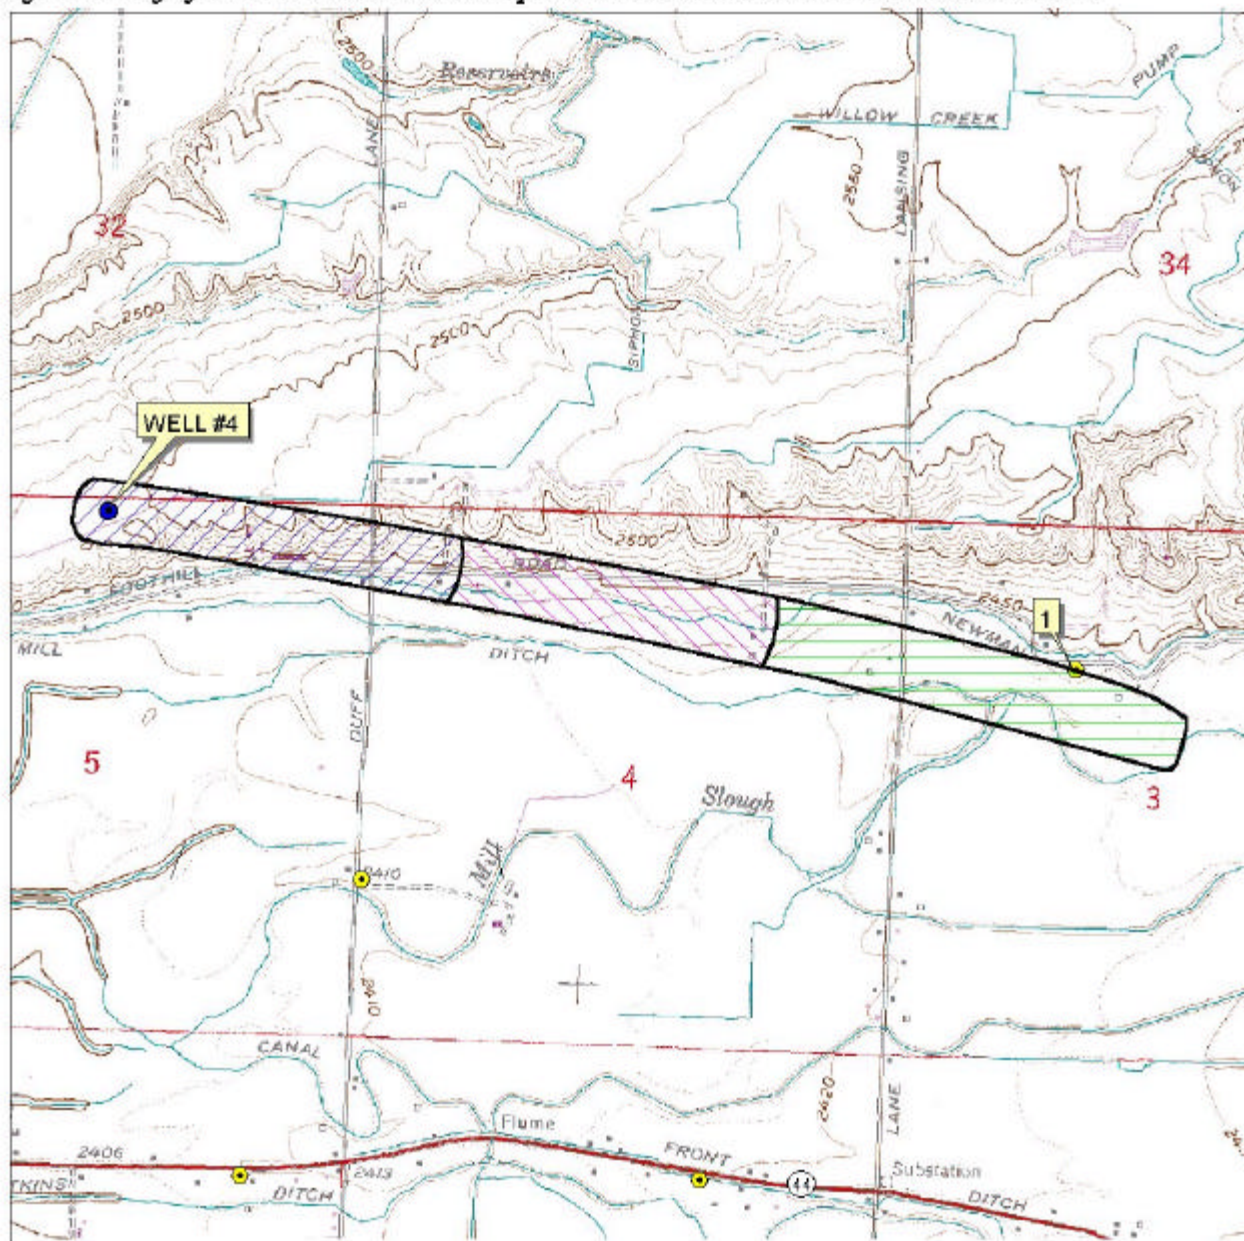 2500
Reservoirs
PUMP
WILLOW CREEK
LANE
LANSING
2550
SIPHON
32
34
2500
2500
SIPHON
WELL #4
2500
ROAD
FOOTHILL
2450
1
NEWMAN
MILL
DITCH
DUFF
5
4
3
Slough
Mill
2410
2410
CANAL
2420
LANE
Flume
2406
FRONT
2413
Substation
44
DITCH
DITCH